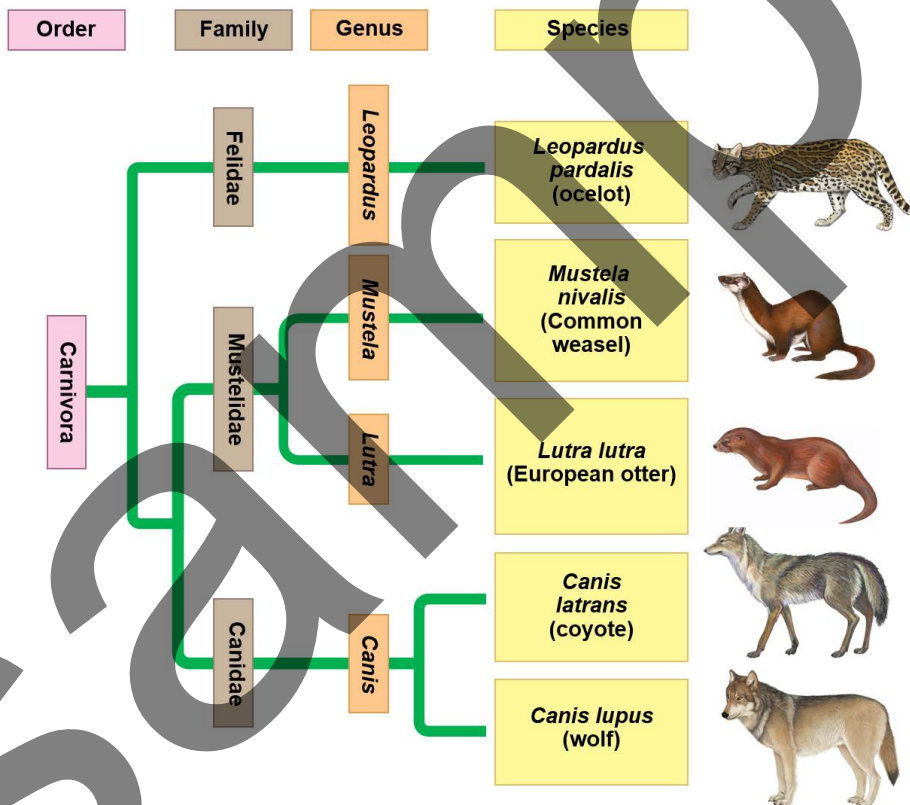 Order
Family
Genus
Species
Carnivora
Felidae
Leopardus
Leopardus
pardalis
(ocelot)
Mustelidae
Mustela
Mustela
nivalis
(Common
weasel)
Lutra
Lutra lutra
(European otter)
Canidae
Canis
Canis
latrans
(coyote)
Canis lupus
(wolf)